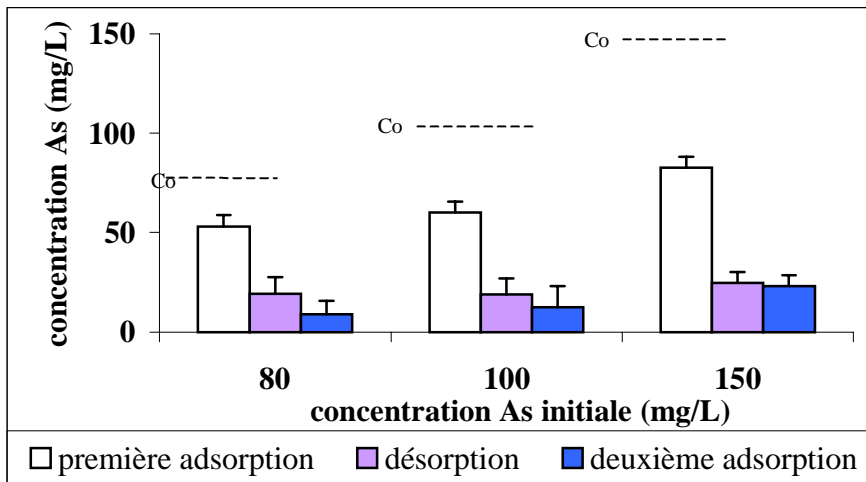 concentration As (mg/L)
150
100
50
0
Co
Co
Co
80 100 150
concentration As initiale (mg/L)
première adsorption désorption deuxième adsorption